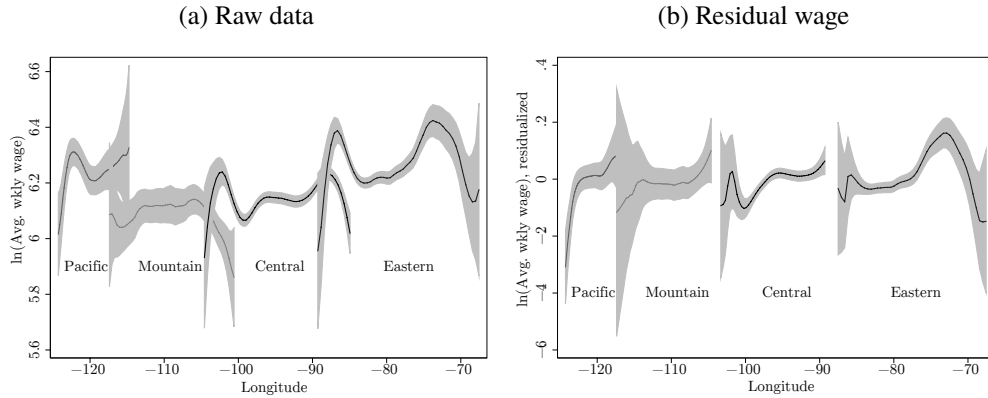 (a) Raw data
ln(Avg. wkly wage)
6.6
6.4
6.2
6
5.8
5.6
Pacific Mountain Central Eastern
−120 −110 −100 −90 −80 −70
Longitude
(b) Residual wage
ln(Avg. wkly wage), residualized
.4
.2
0
−2
−4
−6
Pacific Mountain Central Eastern
−120 −110 −100 −90 −80 −70
Longitude